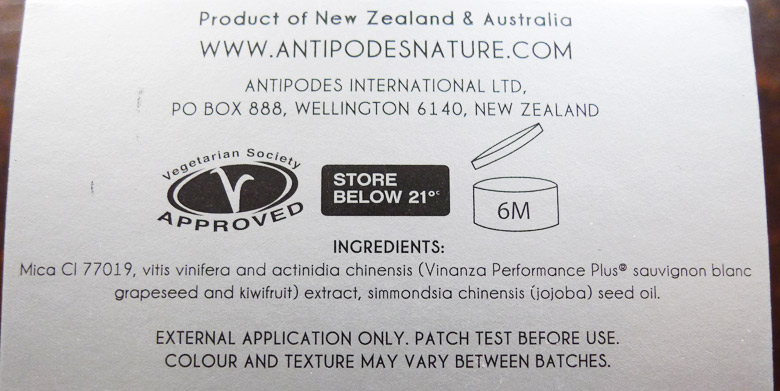 Product of New Zealand & Australia
WWW.ANTIPODESNATURE.COM
ANTIPODES INTERNATIONAL LTD,
PO BOX 888, WELLINGTON 6140, NEW ZEALAND
Vegetarian Society
V
APPROVED
STORE
BELOW 21°ᶜ
6M
INGREDIENTS:
Mica CI 77019, vitis vinifera and actinidia chinensis (Vinanza Performance Plus® sauvignon blanc
grapeseed and kiwifruit) extract, simmondsia chinensis (jojoba) seed oil.
EXTERNAL APPLICATION ONLY. PATCH TEST BEFORE USE.
COLOUR AND TEXTURE MAY VARY BETWEEN BATCHES.